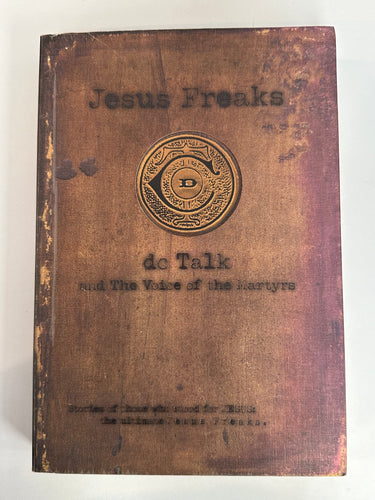 Jesus Freaks
D C
dc Talk
and The Voice of the Martyrs
Stories of those who stood for JESUS:
the ultimate Jesus Freaks.